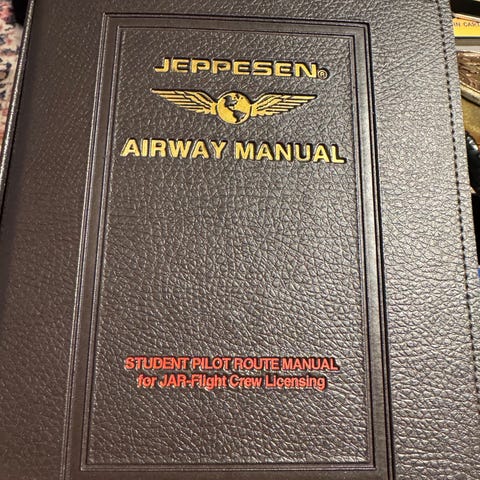 JEPPESEN®
AIRWAY MANUAL
STUDENT PILOT ROUTE MANUAL
for JAR-Flight Crew Licensing